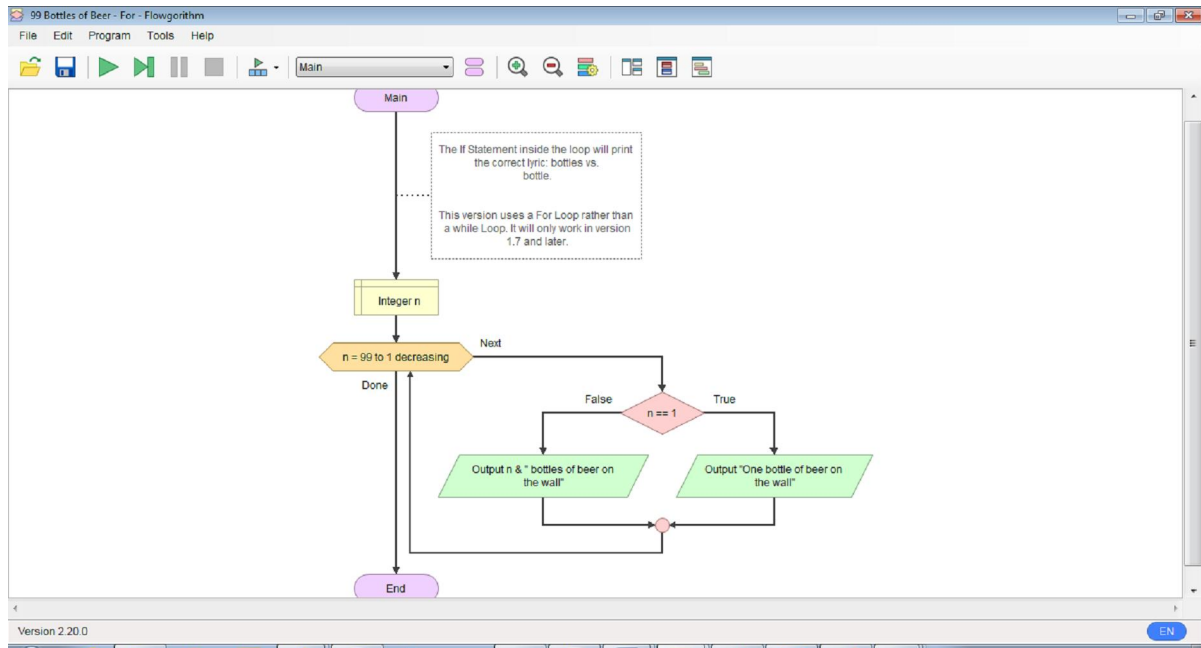 99 Bottles of Beer - For - Flowgorithm
File Edit Program Tools Help
Main
Main
The If Statement inside the loop will print
the correct lyric: bottles vs.
bottle.
This version uses a For Loop rather than
a while Loop. It will only work in version
1.7 and later.
Integer n
n = 99 to 1 decreasing
Next
Done
False
n == 1
True
Output n & " bottles of beer on
the wall"
Output "One bottle of beer on
the wall"
End
Version 2.20.0
EN